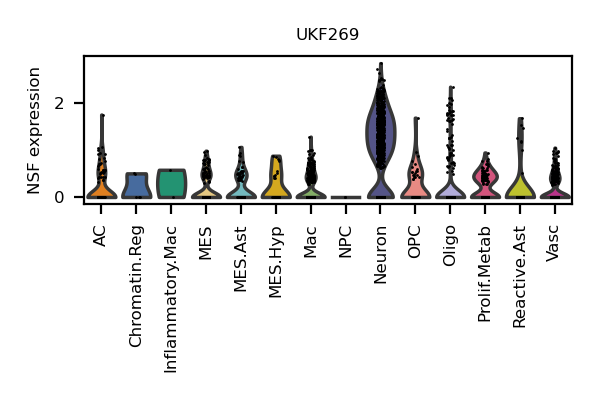 UKF269
NSF expression
2
0
AC
Chromatin.Reg
Inflammatory.Mac
MES
MES.Ast
MES.Hyp
Mac
NPC
Neuron
OPC
Oligo
Prolif.Metab
Reactive.Ast
Vasc